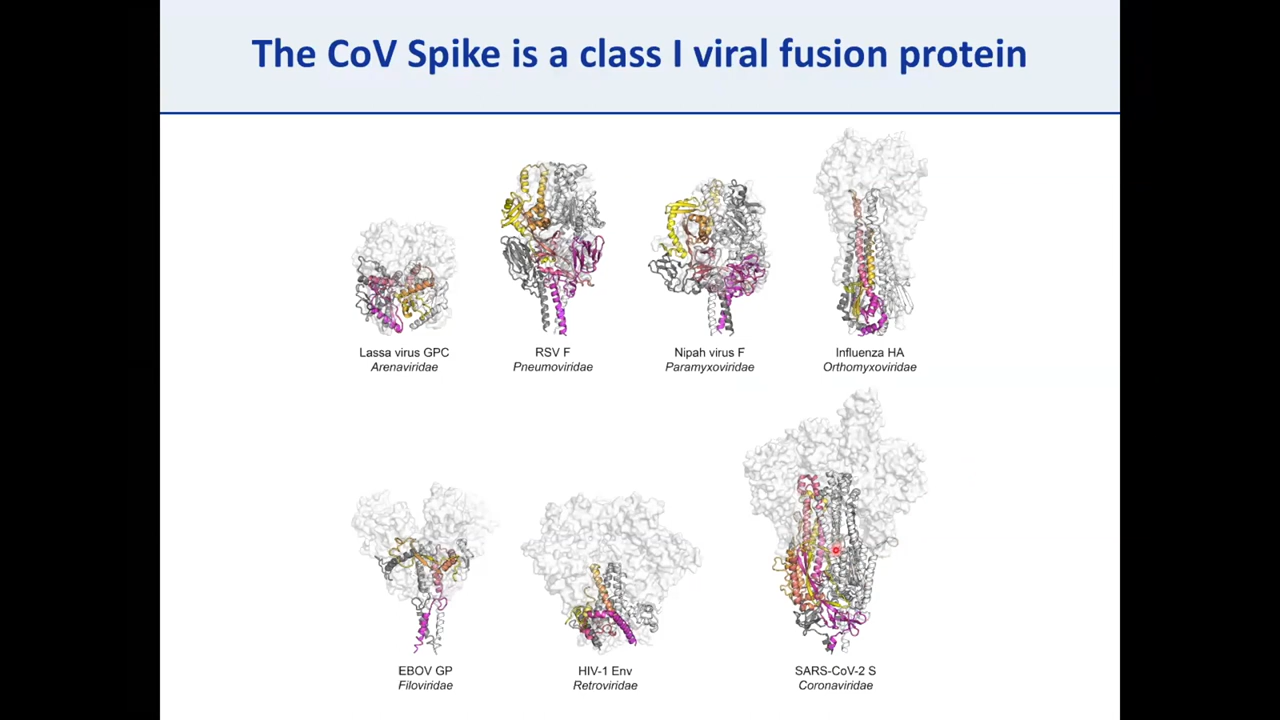 The CoV Spike is a class I viral fusion protein
Lassa virus GPC
Arenaviridae
RSV F
Pneumoviridae
Nipah virus F
Paramyxoviridae
Influenza HA
Orthomyxoviridae
EBOV GP
Filoviridae
HIV-1 Env
Retroviridae
SARS-CoV-2 S
Coronaviridae